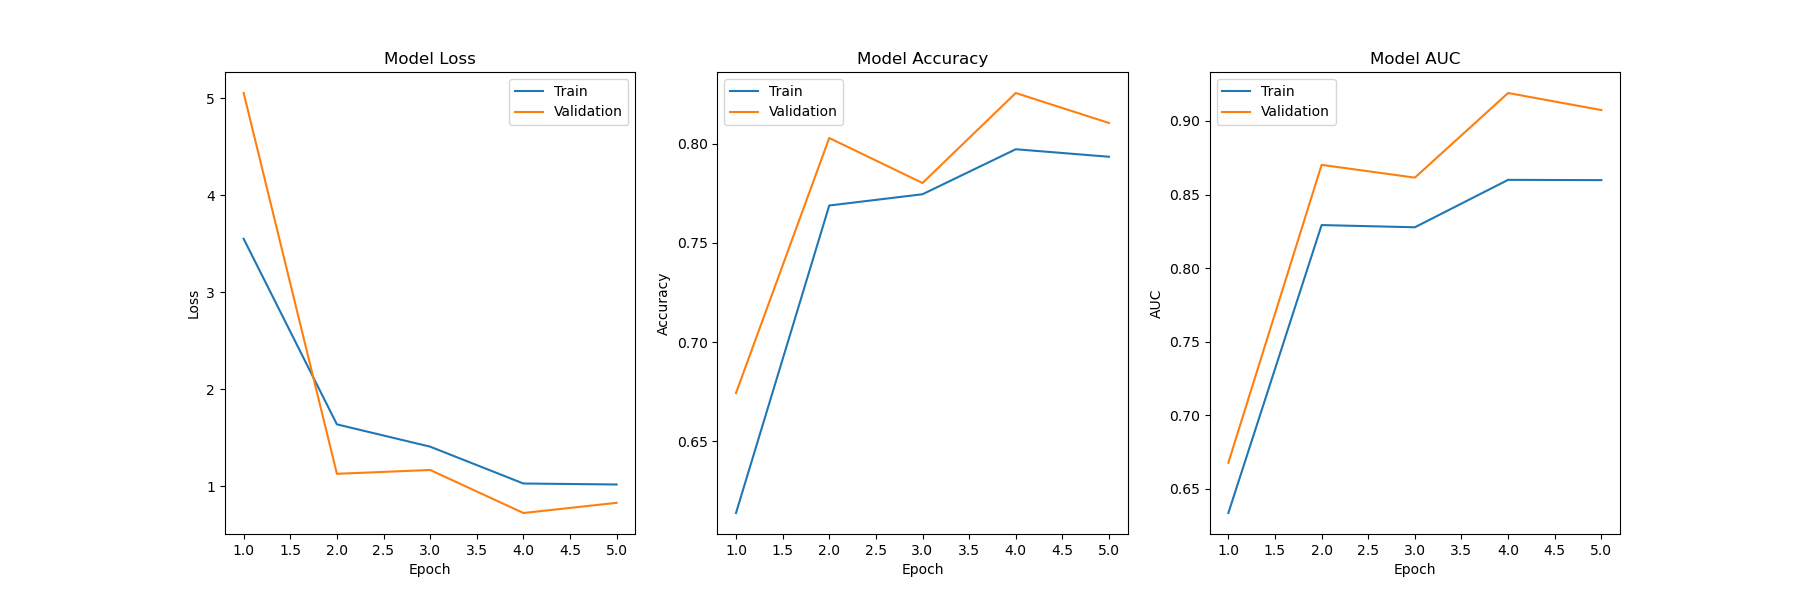 Model Loss
Train
Validation
5
4
3
2
1
Loss
1.0 1.5 2.0 2.5 3.0 3.5 4.0 4.5 5.0
Epoch
Model Accuracy
Train
Validation
0.80
0.75
0.70
0.65
Accuracy
1.0 1.5 2.0 2.5 3.0 3.5 4.0 4.5 5.0
Epoch
Model AUC
Train
Validation
0.90
0.85
0.80
0.75
0.70
0.65
AUC
1.0 1.5 2.0 2.5 3.0 3.5 4.0 4.5 5.0
Epoch